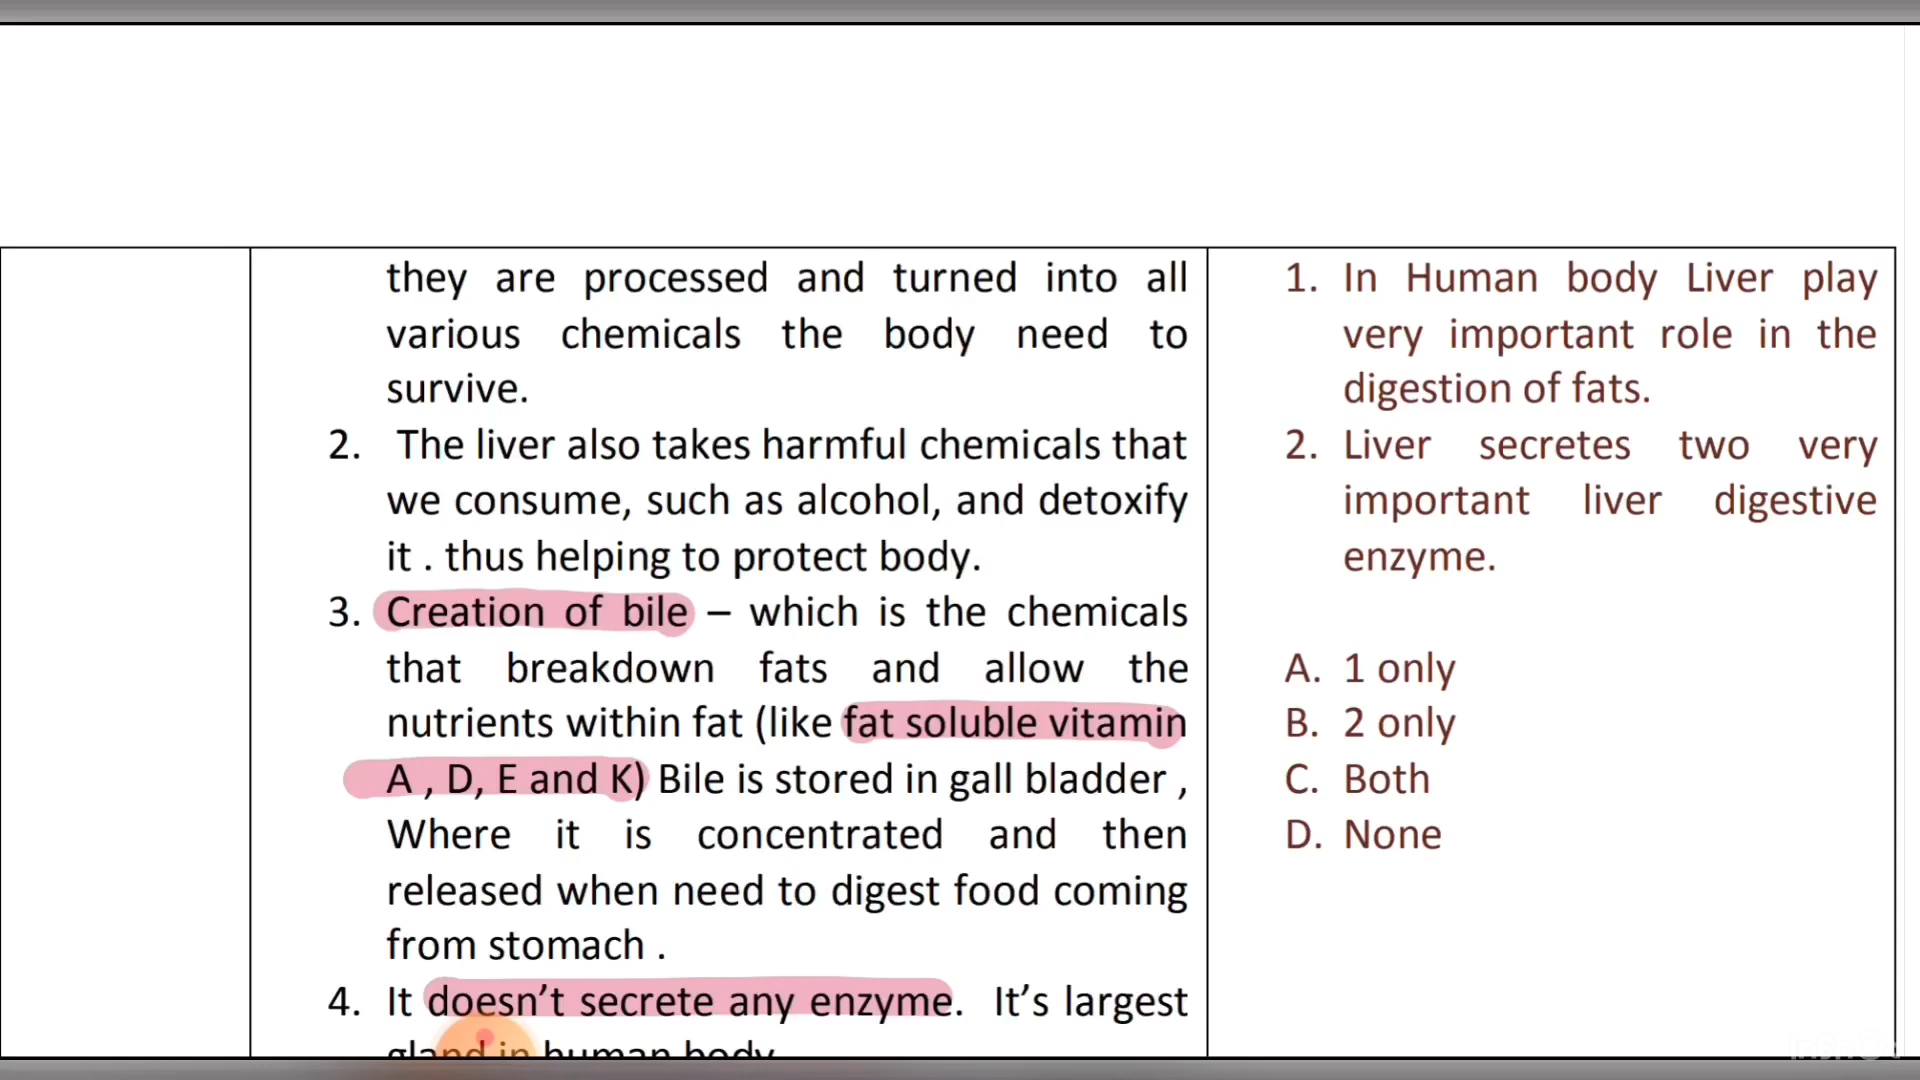 they are processed and turned into all
various chemicals the body need to
survive.
2. The liver also takes harmful chemicals that
we consume, such as alcohol, and detoxify
it . thus helping to protect body.
3. Creation of bile – which is the chemicals
that breakdown fats and allow the
nutrients within fat (like fat soluble vitamin
A , D, E and K) Bile is stored in gall bladder ,
Where it is concentrated and then
released when need to digest food coming
from stomach .
4. It doesn’t secrete any enzyme. It’s largest
gland in human body
1. In Human body Liver play
very important role in the
digestion of fats.
2. Liver secretes two very
important liver digestive
enzyme.
A. 1 only
B. 2 only
C. Both
D. None